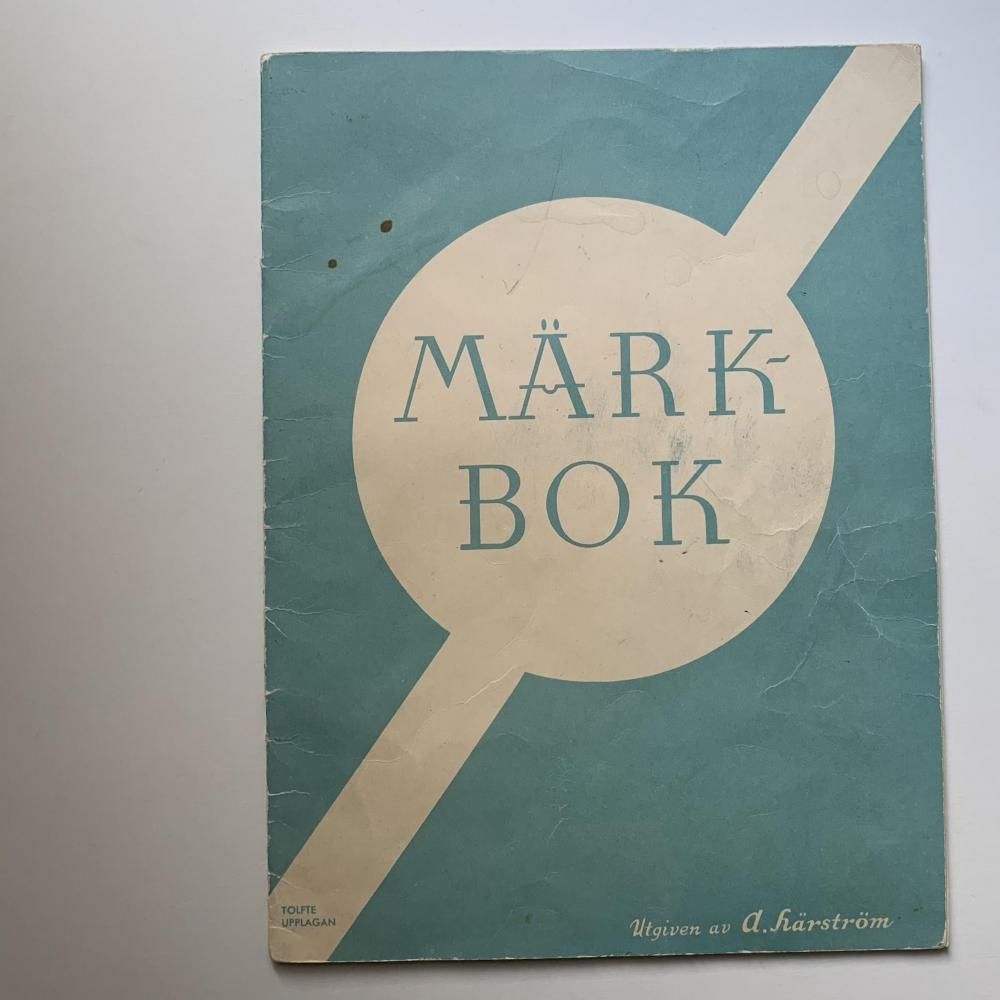 MÄRK-
BOK
TOLFTE
UPPLAGAN
Utgiven av A. härström